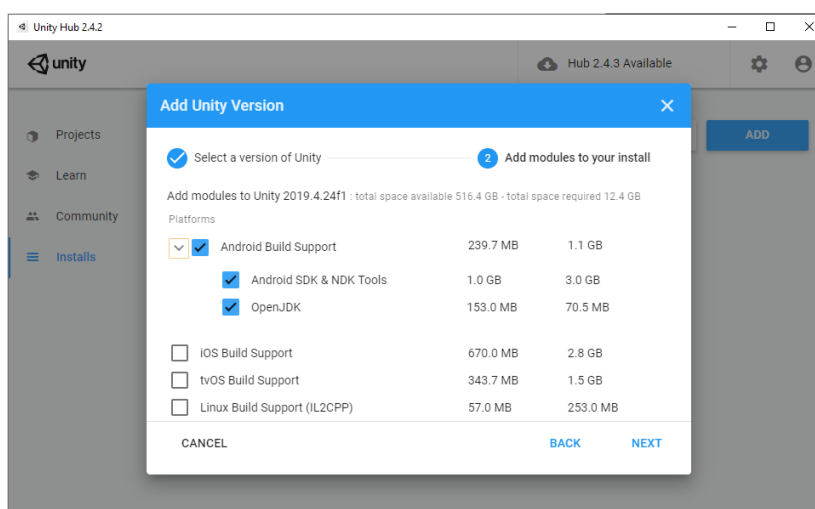 Unity Hub 2.4.2
unity
Hub 2.4.3 Available
Add Unity Version
Projects
ADD
Select a version of Unity
2 Add modules to your install
Learn
Add modules to Unity 2019.4.24f1 : total space available 516.4 GB - total space required 12.4 GB
Community
Platforms
Android Build Support 239.7 MB 1.1 GB
Installs
Android SDK & NDK Tools 1.0 GB 3.0 GB
OpenJDK 153.0 MB 70.5 MB
iOS Build Support 670.0 MB 2.8 GB
tvOS Build Support 343.7 MB 1.5 GB
Linux Build Support (IL2CPP) 57.0 MB 253.0 MB
CANCEL BACK NEXT